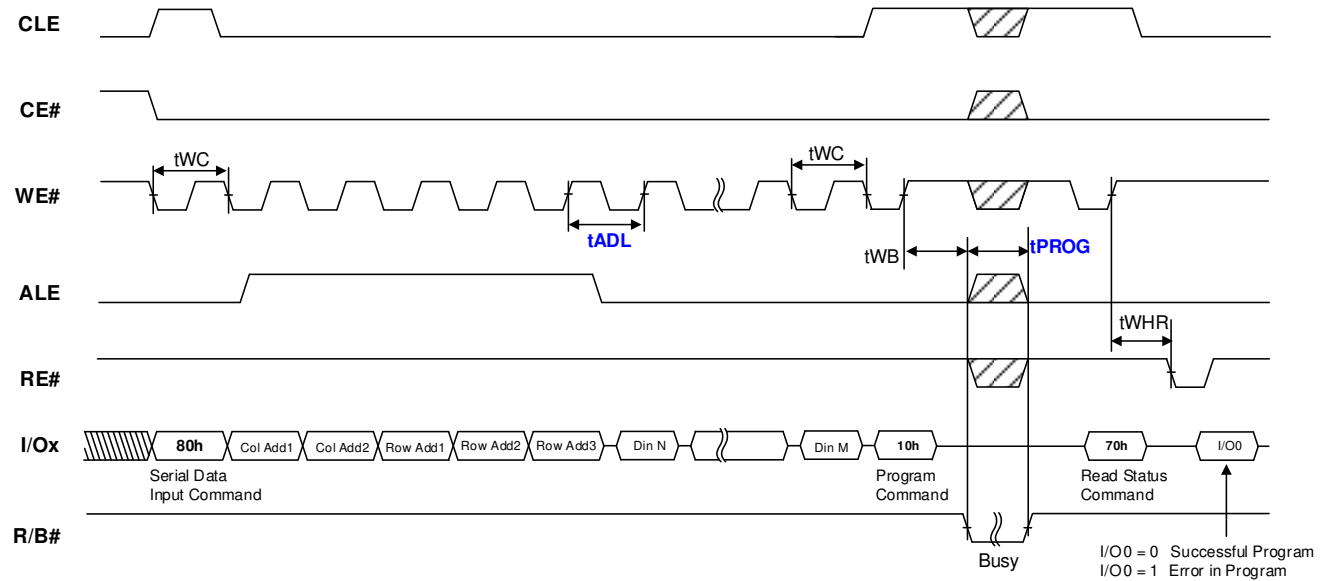 CLE
CE#
tWC
tWC
WE#
tADL
tWB
tPROG
ALE
tWHR
RE#
I/Ox
80h
Col Add1
Col Add2
Row Add1
Row Add2
Row Add3
Din N
Din M
10h
70h
I/O0
Serial Data
Input Command
Program
Command
Read Status
Command
R/B#
Busy
I/O0 = 0 Successful Program
I/O0 = 1 Error in Program